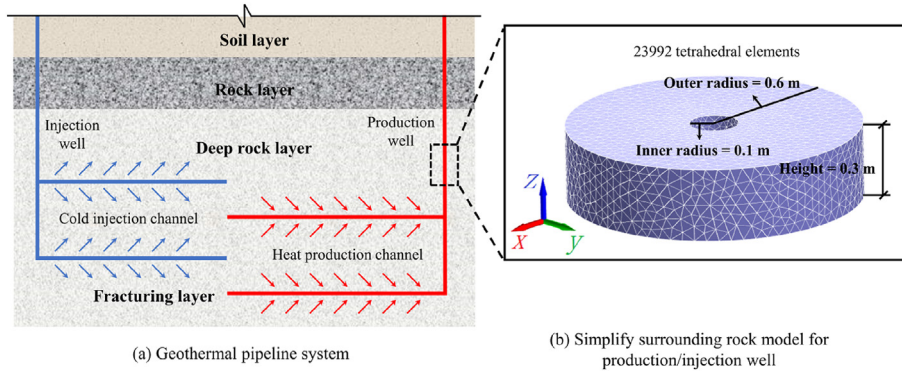 Soil layer
Rock layer
Injection
well
Production
well
Deep rock layer
Cold injection channel
Heat production channel
Fracturing layer
(a) Geothermal pipeline system
23992 tetrahedral elements
Outer radius = 0.6 m
Inner radius = 0.1 m
Height = 0.3 m
Z
X
y
(b) Simplify surrounding rock model for
production/injection well